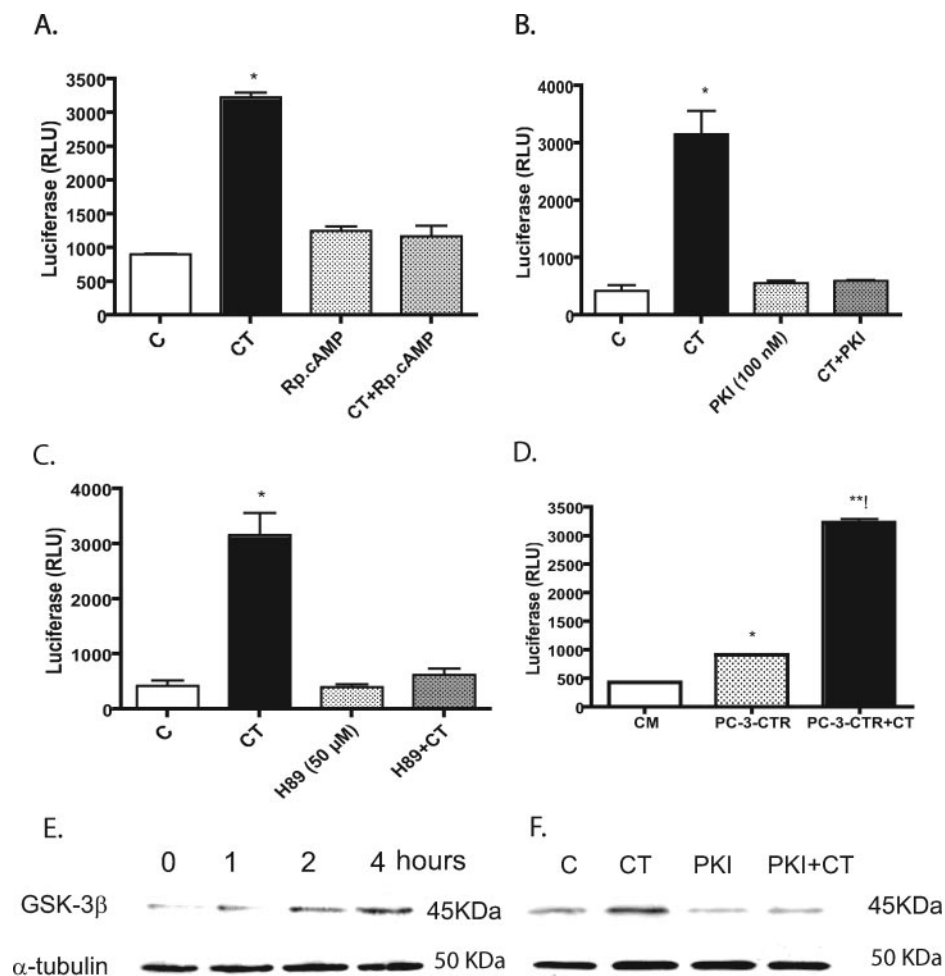 A.
Luciferase (RLU)
3500
3000
2500
2000
1500
1000
500
0
*
C
CT
Rp.cAMP
CT+Rp.cAMP
B.
Luciferase (RLU)
4000
3000
2000
1000
0
*
C
CT
PKI (100 nM)
CT+PKI
C.
Luciferase (RLU)
4000
3000
2000
1000
0
*
C
CT
H89 (50 µM)
H89+CT
D.
Luciferase (RLU)
3500
3000
2500
2000
1500
1000
500
0
*
**!
CM
PC-3-CTR
PC-3-CTR+CT
E.
0 1 2 4 hours
GSK-3β 45KDa
α-tubulin 50 KDa
F.
C CT PKI PKI+CT
45KDa
50 KDa